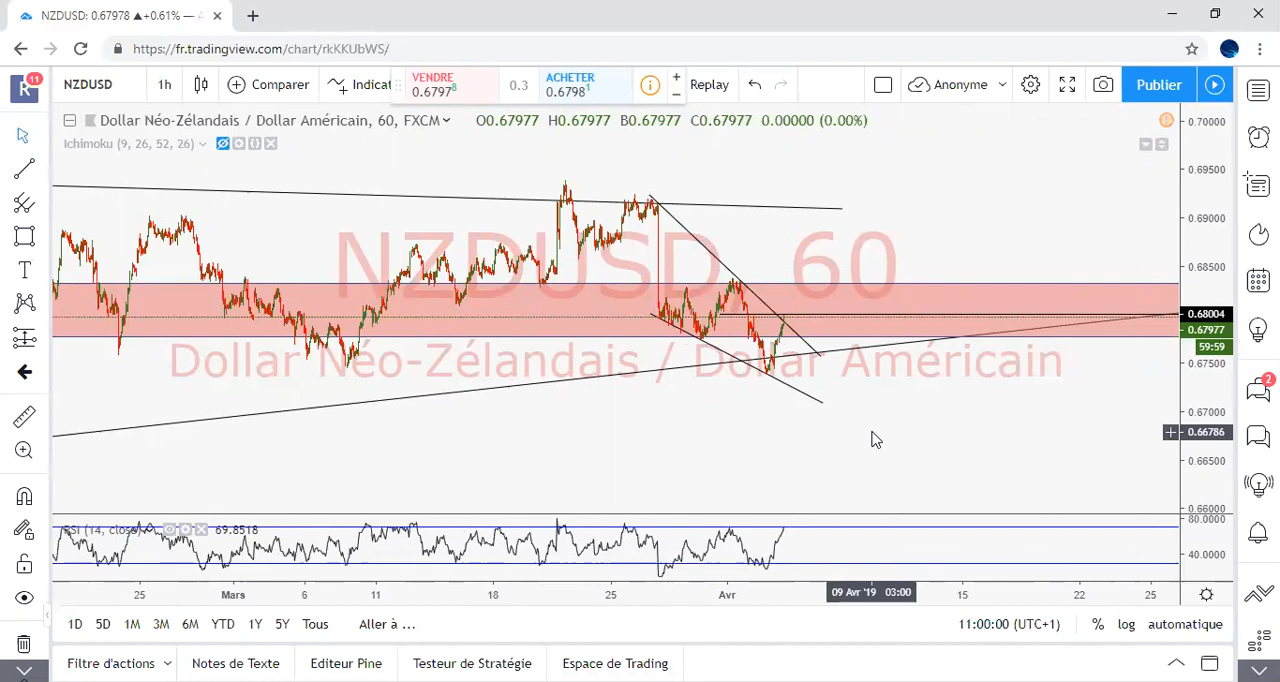 NZDUSD: 0.67978 ▲+0.61% — A
https://fr.tradingview.com/chart/rkKKUbWS/
R 11
NZDUSD 1h Comparer Indicat
VENDRE
0.67978
0.3
ACHETER
0.67981
Replay Anonyme Publier
Dollar Néo-Zélandais / Dollar Américain, 60, FXCM O0.67977 H0.67977 B0.67977 C0.67977 0.00000 (0.00%)
Ichimoku (9, 26, 52, 26)
NZDUSD, 60
Dollar Néo-Zélandais / Dollar Américain
0.70000
0.69500
0.69000
0.68500
0.68004
0.67977
59:59
0.67500
0.67000
0.66786
0.66500
0.66000
2
RSI (14, close) 69.8518
80.0000
40.0000
25 Mars 6 11 18 25 Avr 09 Avr '19 03:00 15 22 25
1D 5D 1M 3M 6M YTD 1Y 5Y Tous Aller à ... 11:00:00 (UTC+1) % log automatique
Filtre d'actions Notes de Texte Editeur Pine Testeur de Stratégie Espace de Trading